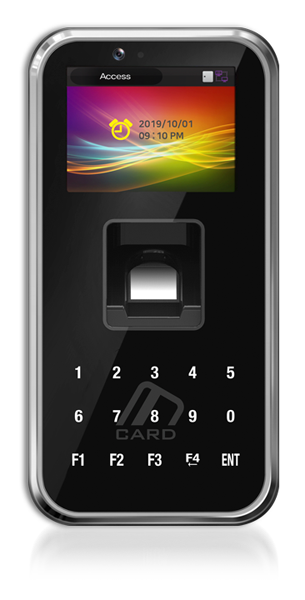 Access
2019/10/01
09:10 PM
1 2 3 4 5
6 7 8 9 0
CARD
F1 F2 F3 F4 ENT